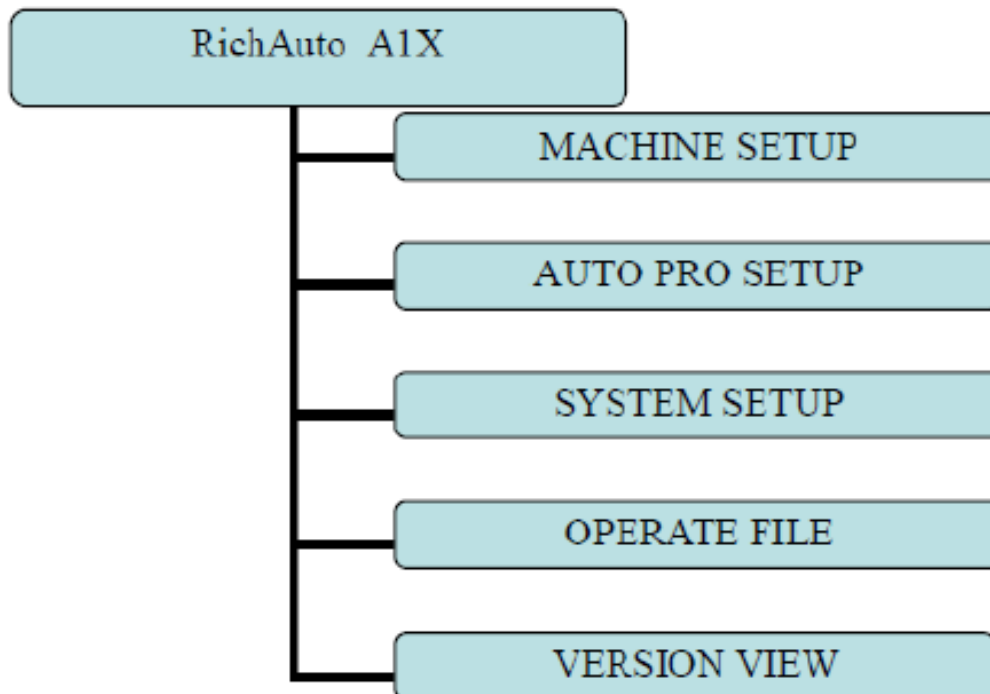 RichAuto A1X
MACHINE SETUP
AUTO PRO SETUP
SYSTEM SETUP
OPERATE FILE
VERSION VIEW